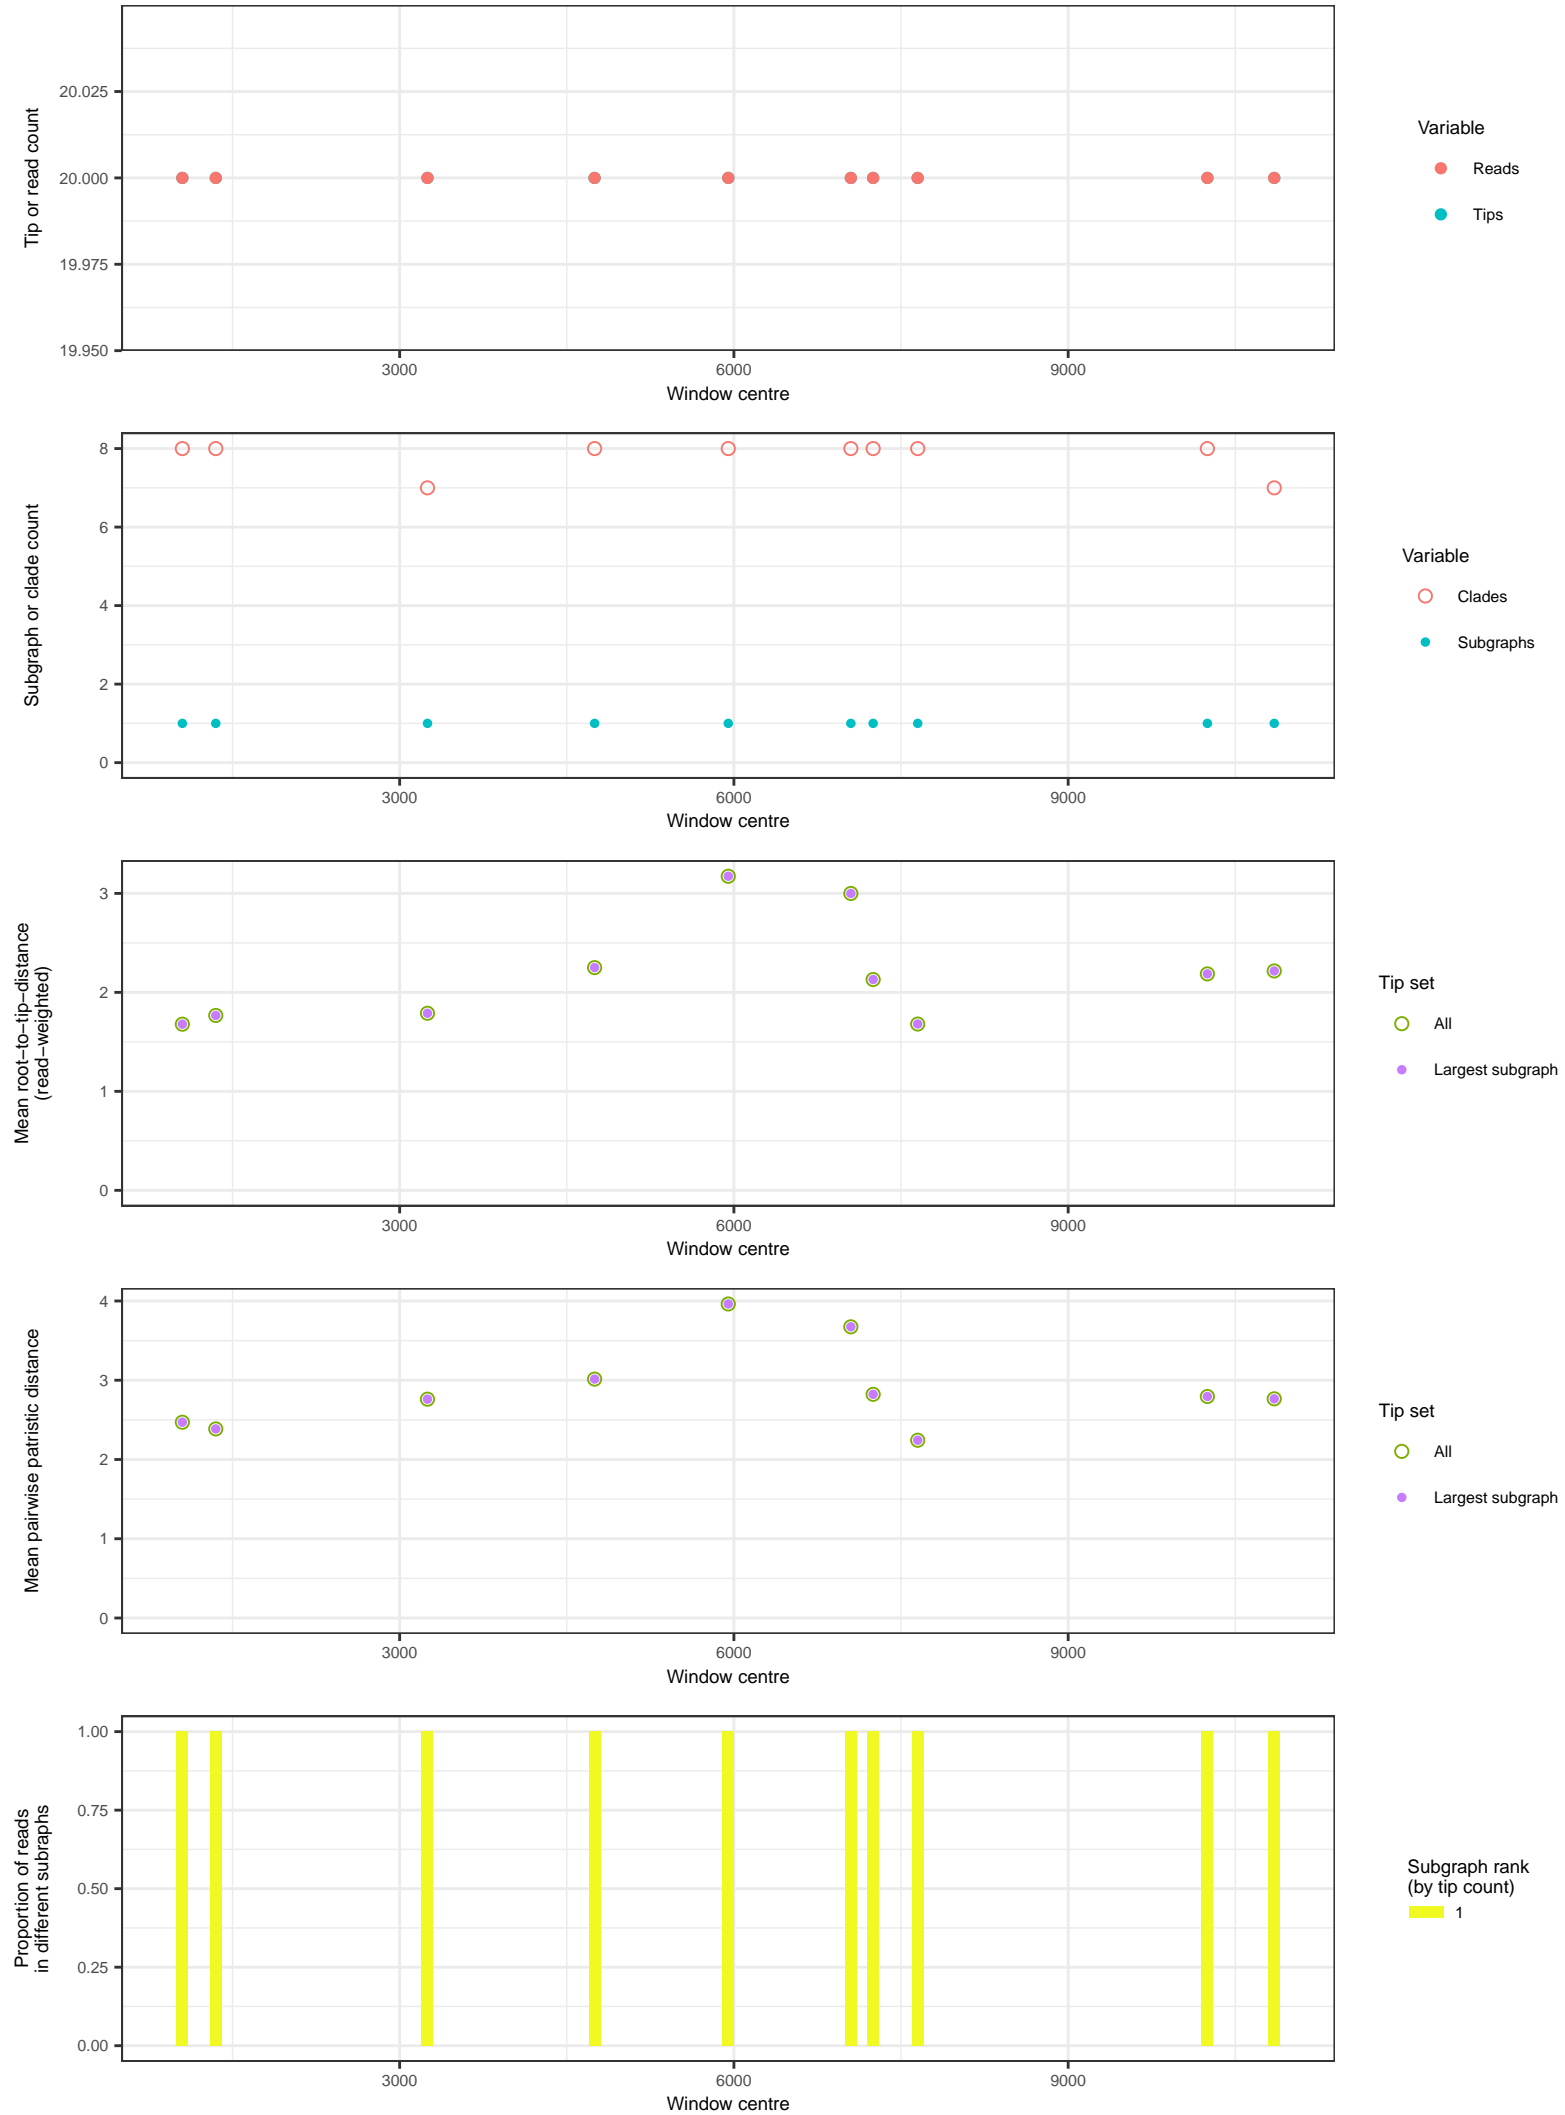 Tip or read count
20.025
20.000
19.975
19.950
3000
6000
9000
Window centre
Variable
Reads
Tips
Subgraph or clade count
8
6
4
2
0
3000
6000
9000
Window centre
Variable
Clades
Subgraphs
Mean root−to−tip−distance
(read−weighted)
3
2
1
0
3000
6000
9000
Window centre
Tip set
All
Largest subgraph
Mean pairwise patristic distance
4
3
2
1
0
3000
6000
9000
Window centre
Tip set
All
Largest subgraph
Proportion of reads
in different subraphs
1.00
0.75
0.50
0.25
0.00
3000
6000
9000
Window centre
Subgraph rank
(by tip count)
1